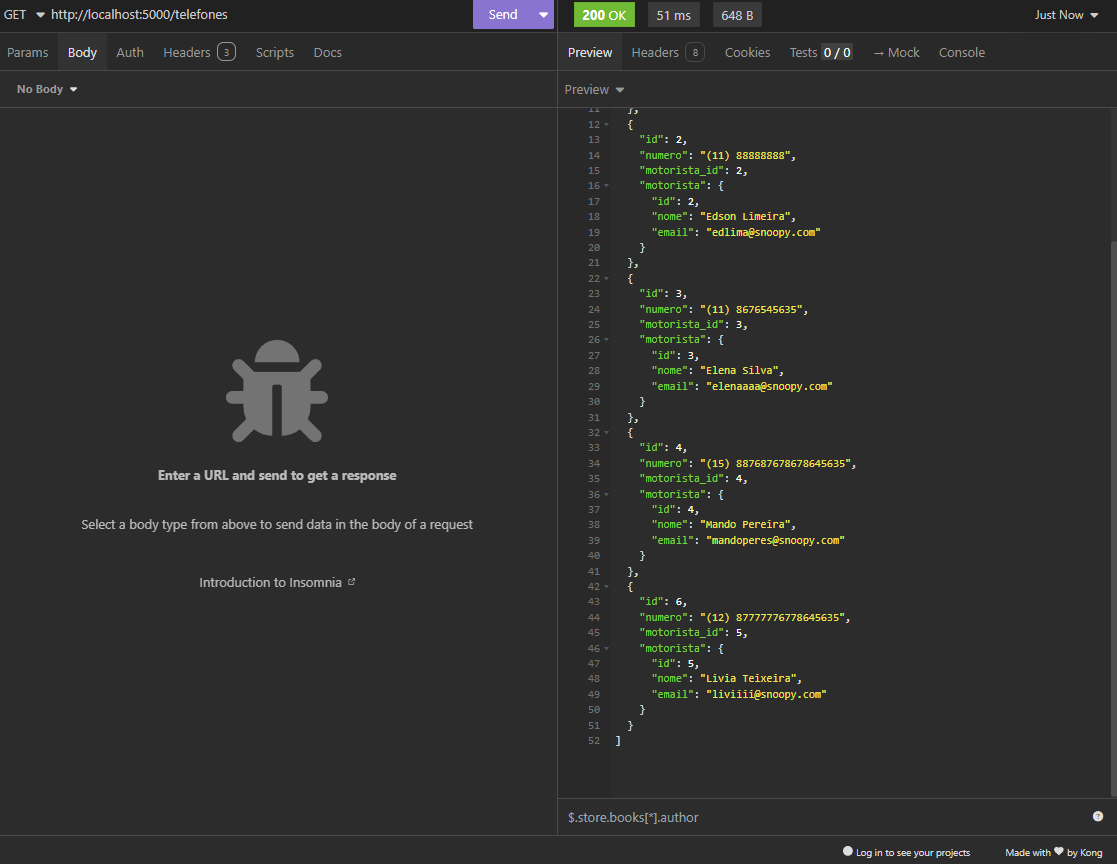 GET http://localhost:5000/telefones Send 200 OK 51 ms 648 B Just Now
Params Body Auth Headers 3 Scripts Docs Preview Headers 8 Cookies Tests 0 / 0 → Mock Console
No Body Preview
11 },
12 {
13 "id": 2,
14 "numero": "(11) 88888888",
15 "motorista_id": 2,
16 "motorista": {
17 "id": 2,
18 "nome": "Edson Limeira",
19 "email": "edlima@snoopy.com"
20 }
21 },
22 {
23 "id": 3,
24 "numero": "(11) 8676545635",
25 "motorista_id": 3,
26 "motorista": {
27 "id": 3,
28 "nome": "Elena Silva",
29 "email": "elenaaaa@snoopy.com"
30 }
31 },
32 {
33 "id": 4,
34 "numero": "(15) 887687678678645635",
35 "motorista_id": 4,
36 "motorista": {
37 "id": 4,
38 "nome": "Mando Pereira",
39 "email": "mandoperes@snoopy.com"
40 }
41 },
42 {
43 "id": 6,
44 "numero": "(12) 87777776778645635",
45 "motorista_id": 5,
46 "motorista": {
47 "id": 5,
48 "nome": "Livia Teixeira",
49 "email": "liviiii@snoopy.com"
50 }
51 }
52 ]
Enter a URL and send to get a response
Select a body type from above to send data in the body of a request
Introduction to Insomnia
$.store.books[*].author
Log in to see your projects Made with ♥ by Kong